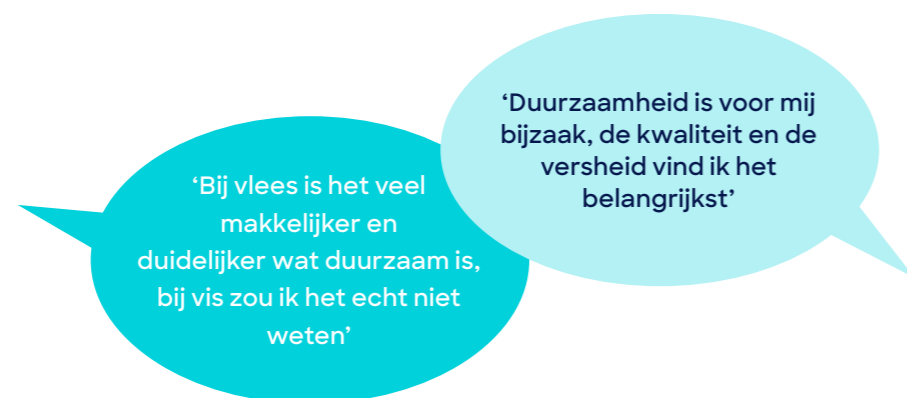 ‘Bij vlees is het veel
makkelijker en
duidelijker wat duurzaam is,
bij vis zou ik het echt niet
weten’
‘Duurzaamheid is voor mij
bijzaak, de kwaliteit en de
versheid vind ik het
belangrijkst’